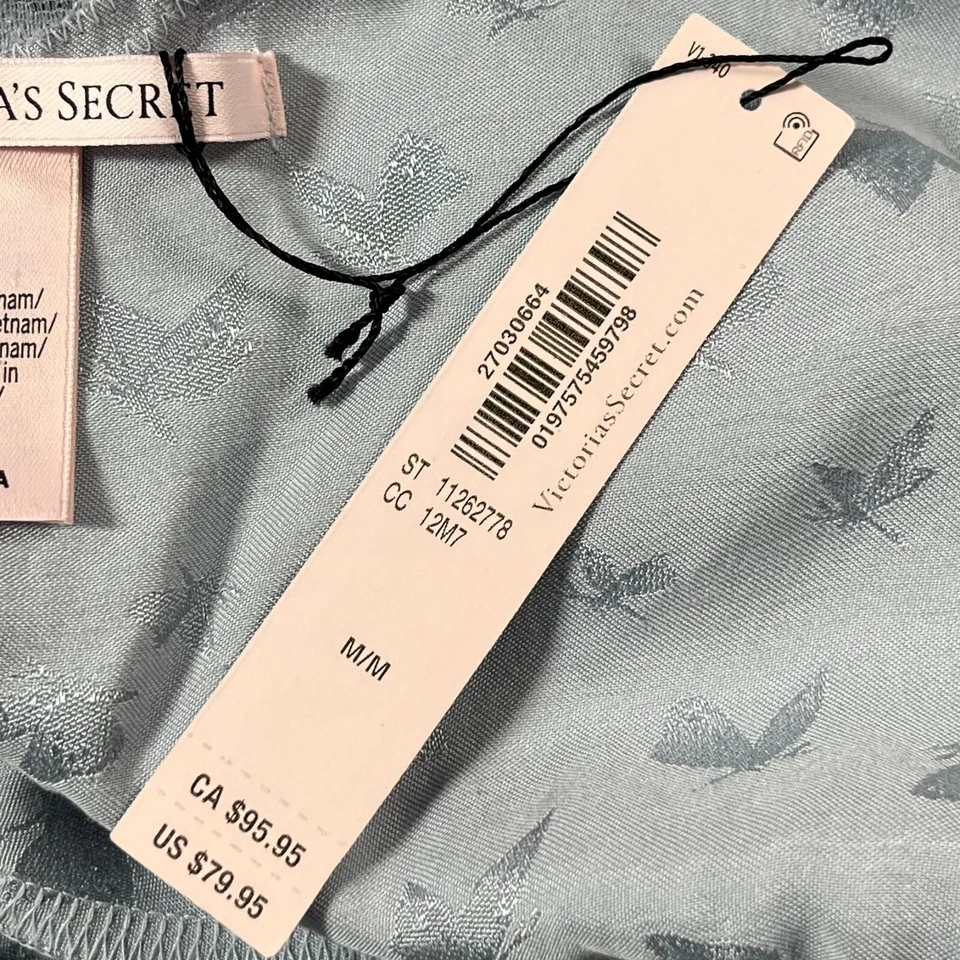 A'S SECRET
nam/
etnam/
nam/
in
/
A
RFID
27030664
0197575459798
VictoriasSecret.com
ST 11262778
CC 12M7
M/M
CA $95.95
US $79.95